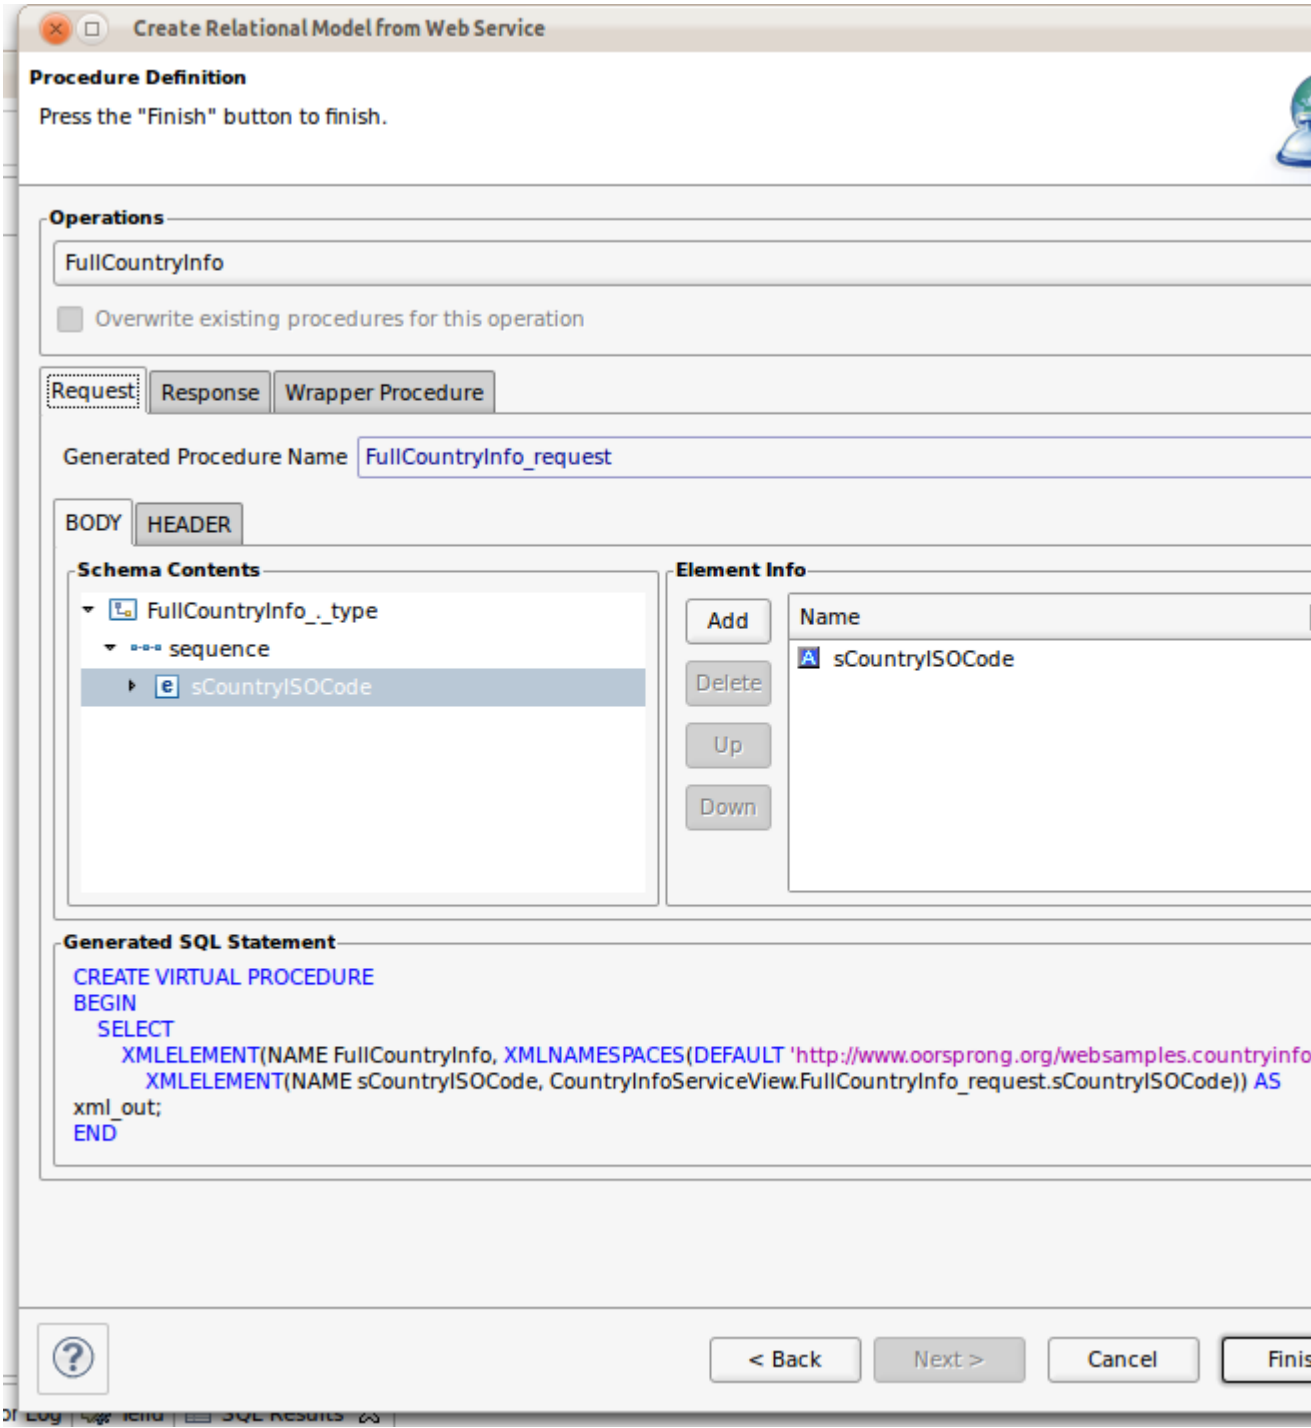 Create Relational Model from Web Service
Procedure Definition
Press the "Finish" button to finish.
Operations
FullCountryInfo
Overwrite existing procedures for this operation
Request Response Wrapper Procedure
Generated Procedure Name FullCountryInfo_request
BODY HEADER
Schema Contents
FullCountryInfo_._type
sequence
e sCountryISOCode
Element Info
Add
Delete
Up
Down
Name
A sCountryISOCode
Generated SQL Statement
CREATE VIRTUAL PROCEDURE
BEGIN
SELECT
XMLELEMENT(NAME FullCountryInfo, XMLNAMESPACES(DEFAULT 'http://www.oorsprong.org/websamples.countryinfo
XMLELEMENT(NAME sCountryISOCode, CountryInfoServiceView.FullCountryInfo_request.sCountryISOCode)) AS
xml_out;
END
? < Back Next > Cancel Finis
Log SQL Results